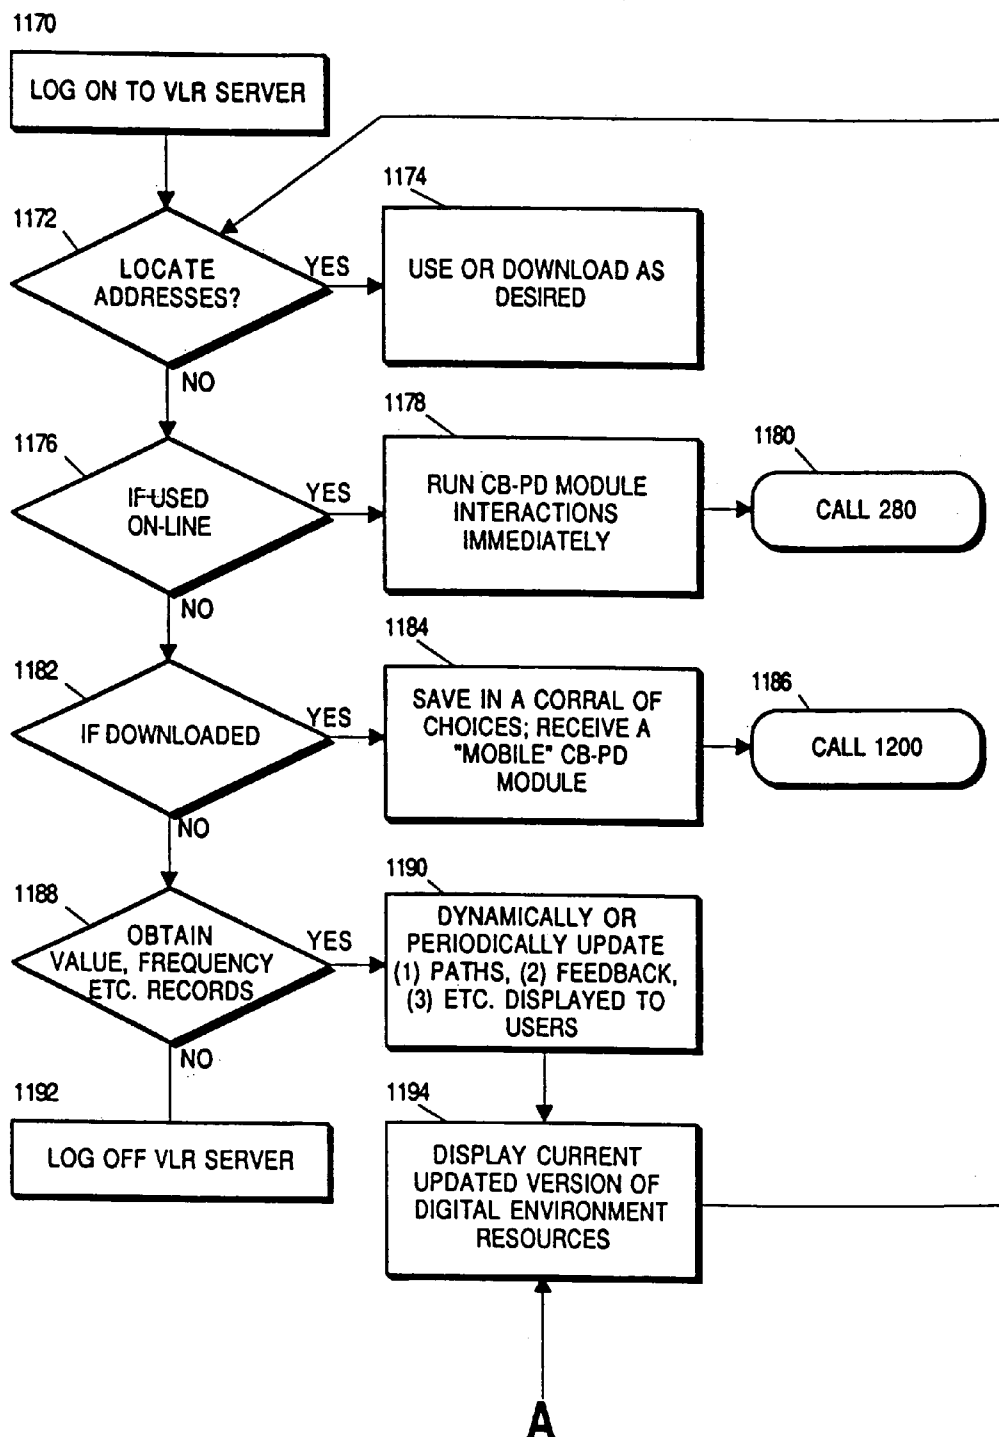 1170
LOG ON TO VLR SERVER
1172
LOCATE
ADDRESSES?
YES
NO
1174
USE OR DOWNLOAD AS
DESIRED
1176
IF USED
ON-LINE
YES
NO
1178
RUN CB-PD MODULE
INTERACTIONS
IMMEDIATELY
1180
CALL 280
1182
IF DOWNLOADED
YES
NO
1184
SAVE IN A CORRAL OF
CHOICES; RECEIVE A
"MOBILE" CB-PD
MODULE
1186
CALL 1200
1188
OBTAIN
VALUE, FREQUENCY
ETC. RECORDS
YES
NO
1190
DYNAMICALLY OR
PERIODICALLY UPDATE
(1) PATHS, (2) FEEDBACK,
(3) ETC. DISPLAYED TO
USERS
1192
LOG OFF VLR SERVER
1194
DISPLAY CURRENT
UPDATED VERSION OF
DIGITAL ENVIRONMENT
RESOURCES
A